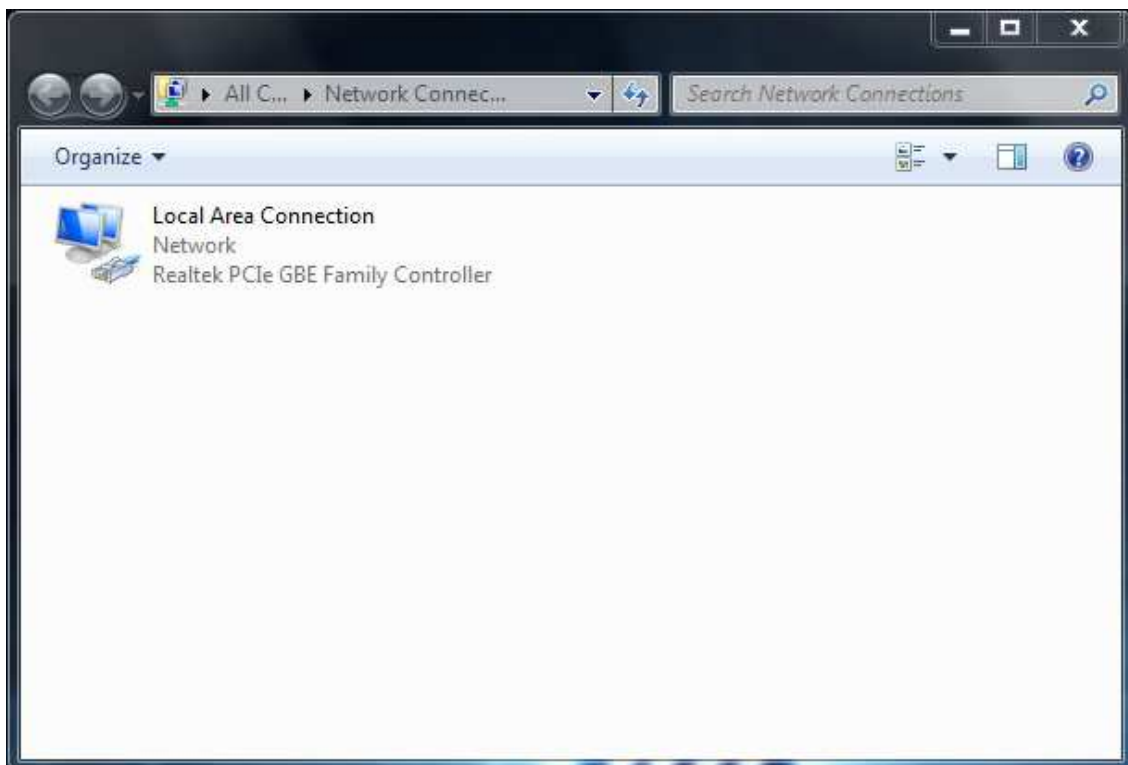 All C... Network Connec...
Search Network Connections
Organize
Local Area Connection
Network
Realtek PCIe GBE Family Controller